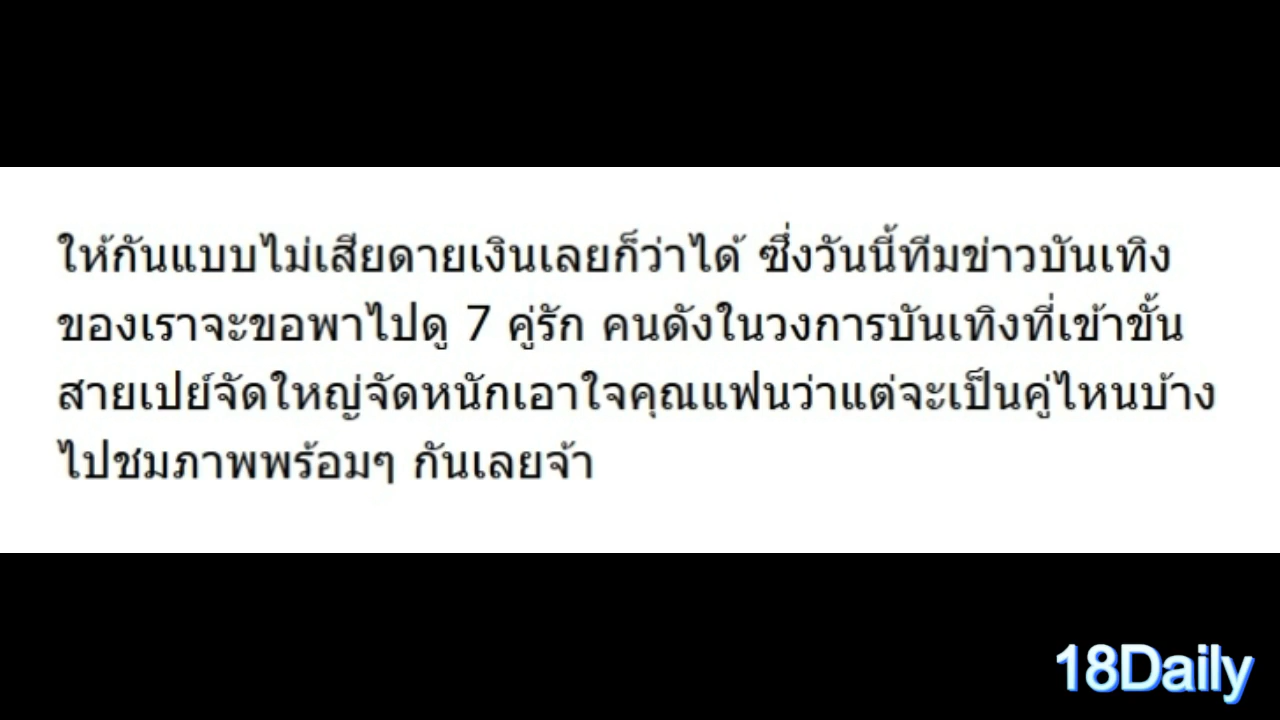 ให้กันแบบไม่เสียดายเงินเลยก็ว่าได้ ซึ่งวันนี้ทีมข่าวบันเทิง
ของเราจะขอพาไปดู 7 คู่รัก คนดังในวงการบันเทิงที่เข้าขั้น
สายเปย์จัดใหญ่จัดหนักเอาใจคุณแฟนว่าแต่จะเป็นคู่ไหนบ้าง
ไปชมภาพพร้อมๆ กันเลยจ้า
18Daily